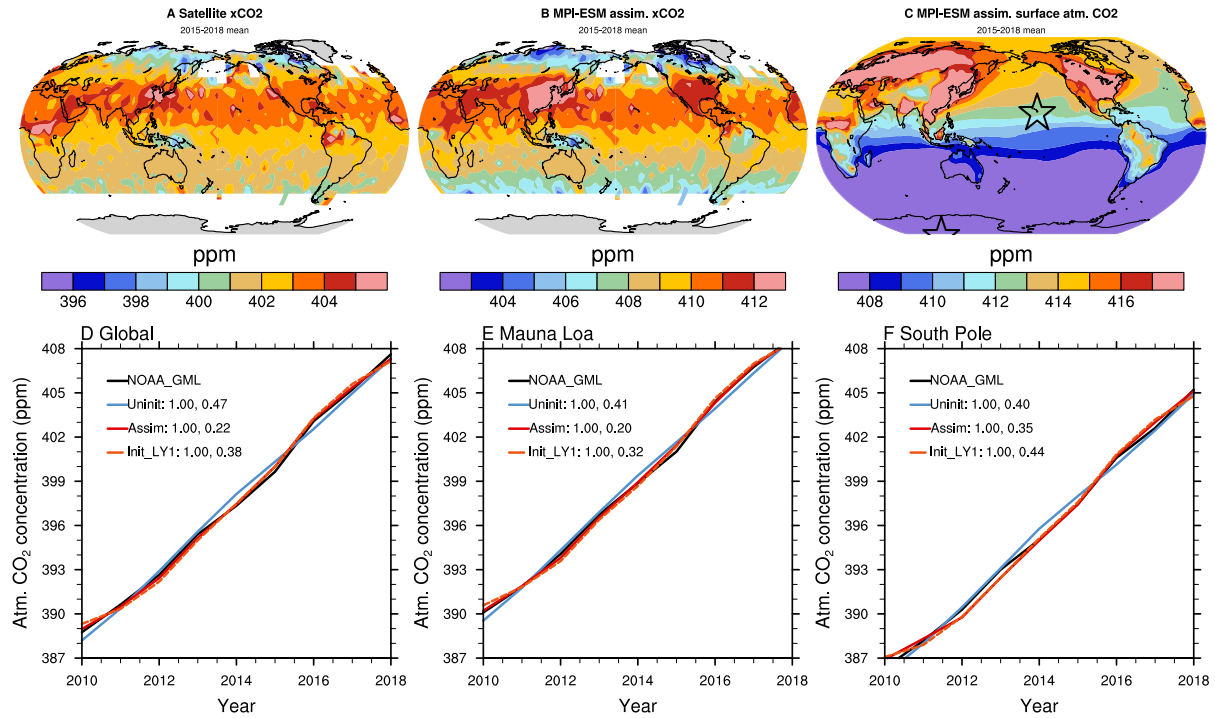 A Satellite xCO2
2015-2018 mean
B MPI-ESM assim. xCO2
2015-2018 mean
C MPI-ESM assim. surface atm. CO2
2015-2018 mean
ppm
396 398 400 402 404
ppm
404 406 408 410 412
ppm
408 410 412 414 416
D Global
408
405
402
399
396
393
390
387
Atm. CO₂ concentration (ppm)
NOAA_GML
Uninit: 1.00, 0.47
Assim: 1.00, 0.22
Init_LY1: 1.00, 0.38
2010 2012 2014 2016 2018
Year
E Mauna Loa
408
405
402
399
396
393
390
387
Atm. CO₂ concentration (ppm)
NOAA_GML
Uninit: 1.00, 0.41
Assim: 1.00, 0.20
Init_LY1: 1.00, 0.32
2010 2012 2014 2016 2018
Year
F South Pole
408
405
402
399
396
393
390
387
Atm. CO₂ concentration (ppm)
NOAA_GML
Uninit: 1.00, 0.40
Assim: 1.00, 0.35
Init_LY1: 1.00, 0.44
2010 2012 2014 2016 2018
Year